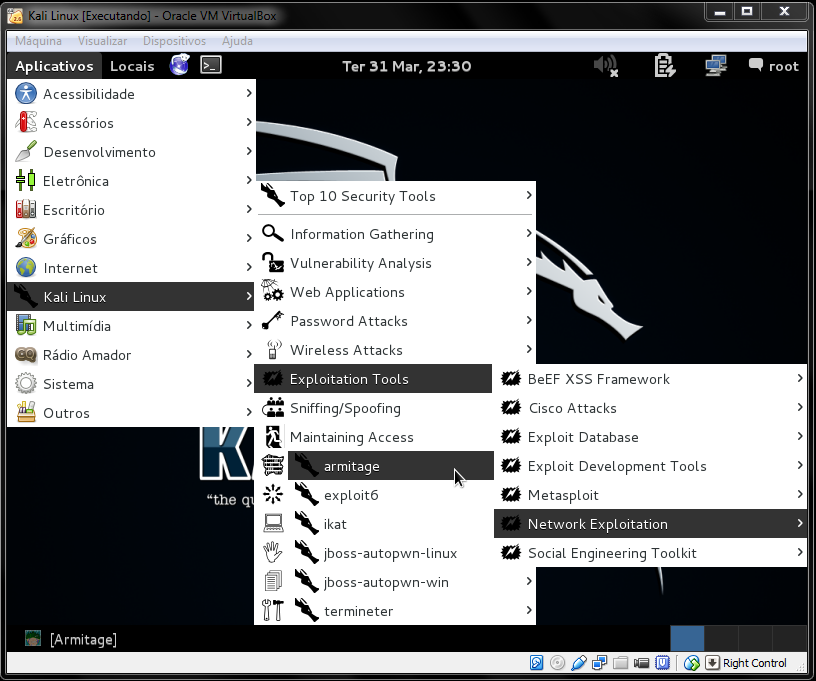 Kali Linux [Executando] - Oracle VM VirtualBox
Máquina Visualizar Dispositivos Ajuda
Aplicativos Locais Ter 31 Mar, 23:30 root
Acessibilidade
Acessórios
Desenvolvimento
Eletrônica
Escritório
Gráficos
Internet
Kali Linux
Multimídia
Rádio Amador
Sistema
Outros
Top 10 Security Tools
Information Gathering
Vulnerability Analysis
Web Applications
Password Attacks
Wireless Attacks
Exploitation Tools
Sniffing/Spoofing
Maintaining Access
armitage
exploit6
ikat
jboss-autopwn-linux
jboss-autopwn-win
termineter
BeEF XSS Framework
Cisco Attacks
Exploit Database
Exploit Development Tools
Metasploit
Network Exploitation
Social Engineering Toolkit
K
"the qu
[Armitage]
Right Control